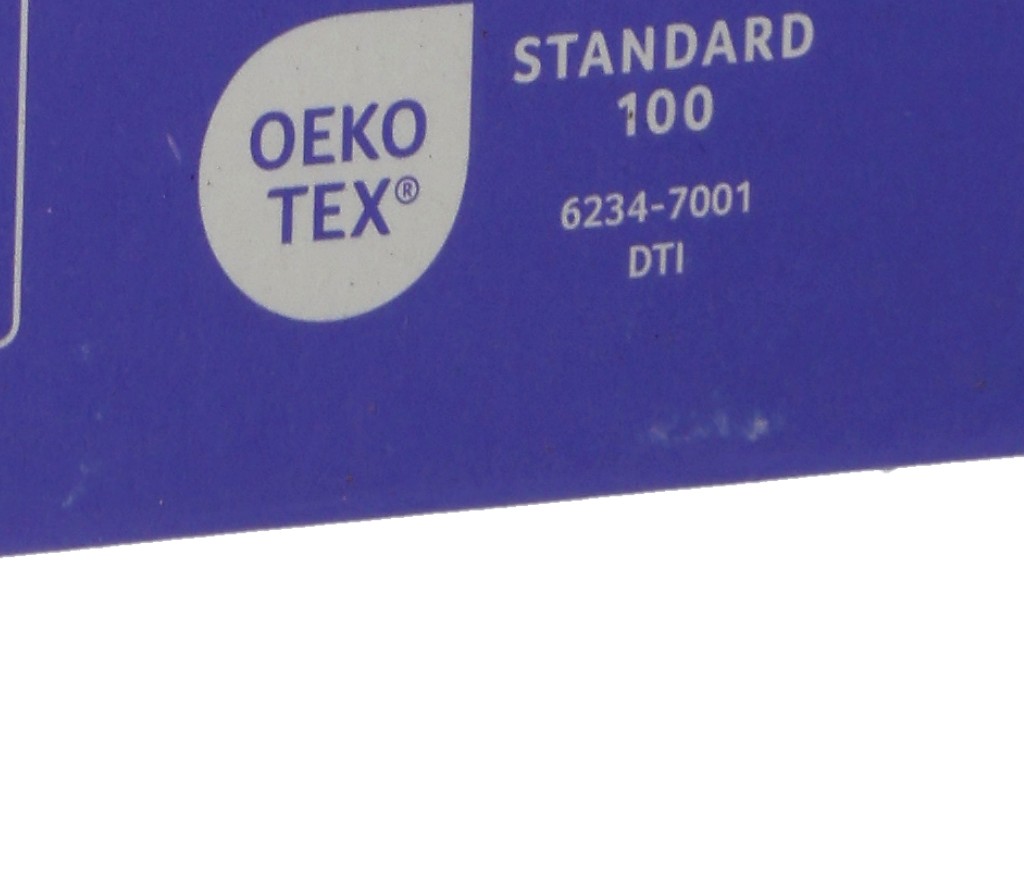 OEKO
TEX®
STANDARD
100
6234-7001
DTI